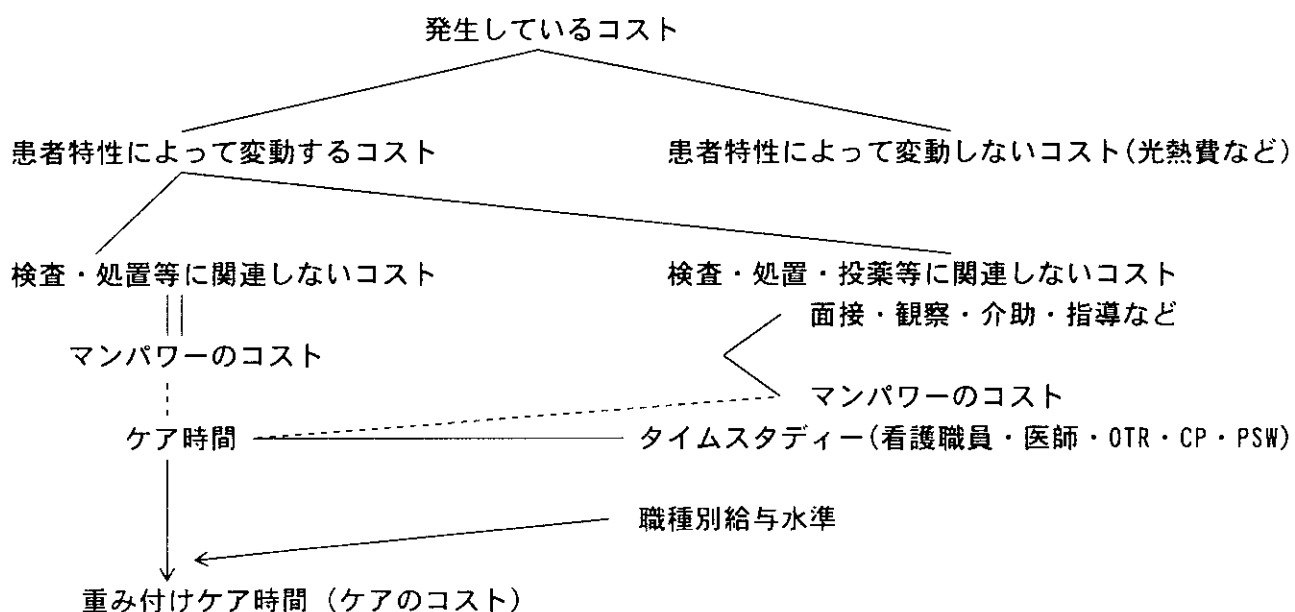 発生しているコスト
患者特性によって変動するコスト
患者特性によって変動しないコスト(光熱費など)
検査・処置等に関連しないコスト
検査・処置・投薬等に関連しないコスト
面接・観察・介助・指導など
マンパワーのコスト
マンパワーのコスト
ケア時間
タイムスタディー(看護職員・医師・OTR・CP・PSW)
職種別給与水準
重み付けケア時間(ケアのコスト)